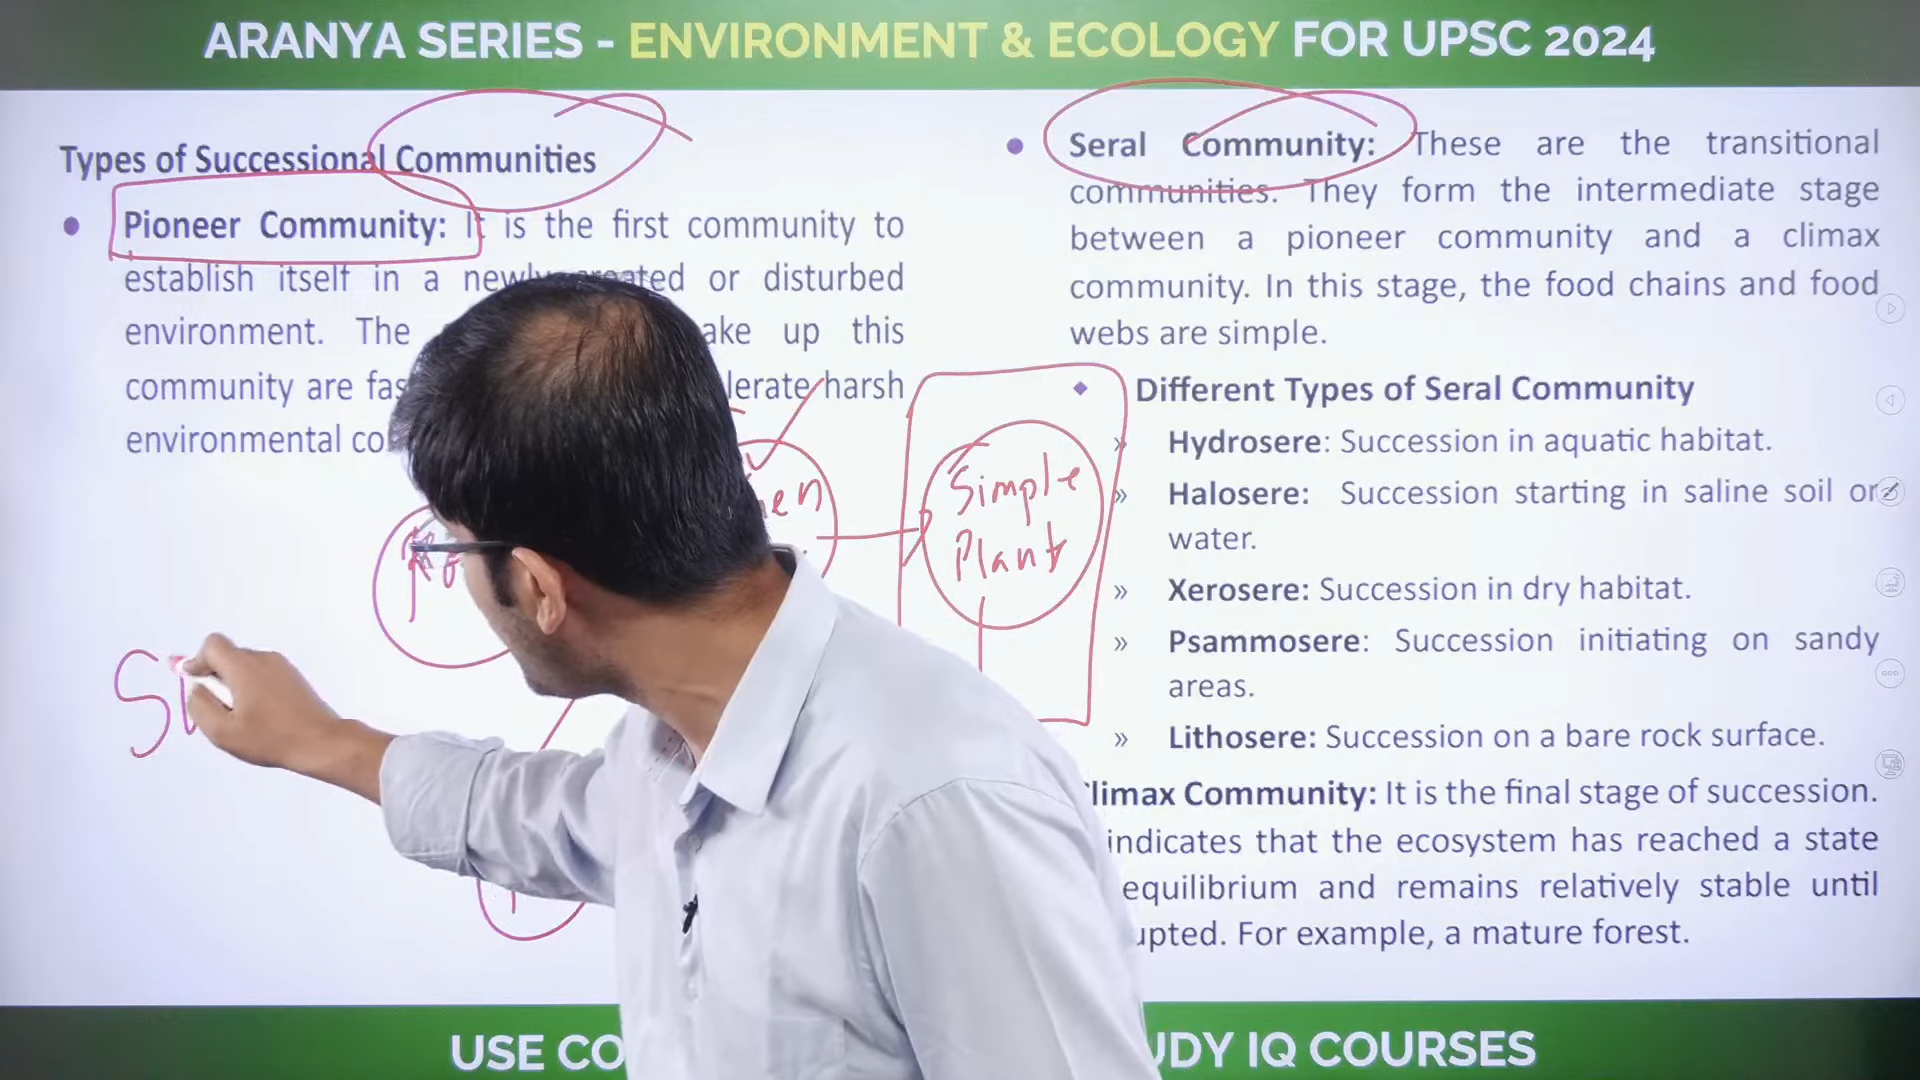 ARANYA SERIES - ENVIRONMENT & ECOLOGY FOR UPSC 2024
Types of Successional Communities
• Pioneer Community: It is the first community to
establish itself in a newly created or disturbed
environment. The ake up this
community are fas lerate harsh
environmental co
Simple
Plant
• Seral Community: These are the transitional
communities. They form the intermediate stage
between a pioneer community and a climax
community. In this stage, the food chains and food
webs are simple.
◆ Different Types of Seral Community
» Hydrosere: Succession in aquatic habitat.
» Halosere: Succession starting in saline soil or
water.
» Xerosere: Succession in dry habitat.
» Psammosere: Succession initiating on sandy
areas.
» Lithosere: Succession on a bare rock surface.
limax Community: It is the final stage of succession.
indicates that the ecosystem has reached a state
equilibrium and remains relatively stable until
upted. For example, a mature forest.
USE CO UDY IQ COURSES